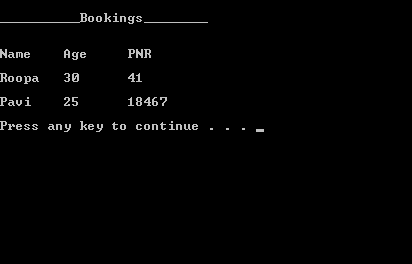 __________Bookings________
Name Age PNR
Roopa 30 41
Pavi 25 18467
Press any key to continue . . . _